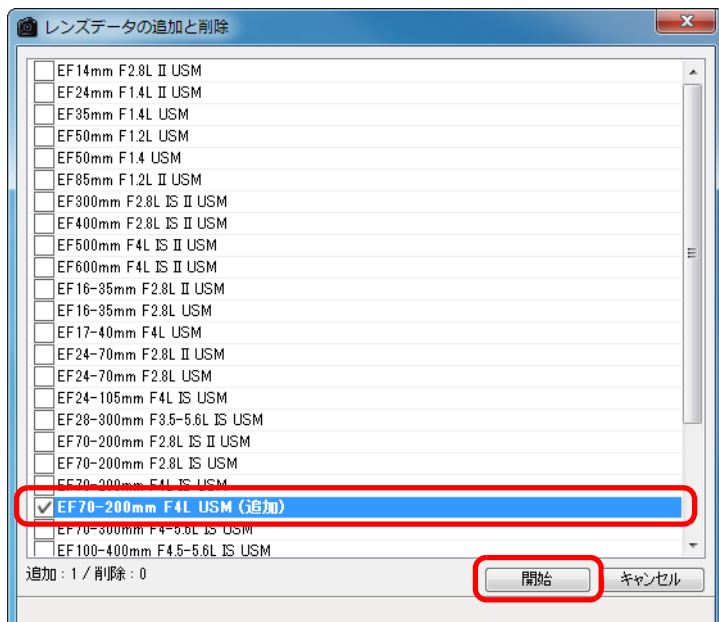 レンズデータの追加と削除
EF14mm F2.8L II USM
EF24mm F1.4L II USM
EF35mm F1.4L USM
EF50mm F1.2L USM
EF50mm F1.4 USM
EF85mm F1.2L II USM
EF300mm F2.8L IS II USM
EF400mm F2.8L IS II USM
EF500mm F4L IS II USM
EF600mm F4L IS II USM
EF16-35mm F2.8L II USM
EF16-35mm F2.8L USM
EF17-40mm F4L USM
EF24-70mm F2.8L II USM
EF24-70mm F2.8L USM
EF24-105mm F4L IS USM
EF28-300mm F3.5-5.6L IS USM
EF70-200mm F2.8L IS II USM
EF70-200mm F2.8L IS USM
EF70-200mm F4L IS USM
EF70-200mm F4L USM (追加)
EF70-300mm F4-5.6L IS USM
EF100-400mm F4.5-5.6L IS USM
追加 : 1 / 削除 : 0
開始 キャンセル